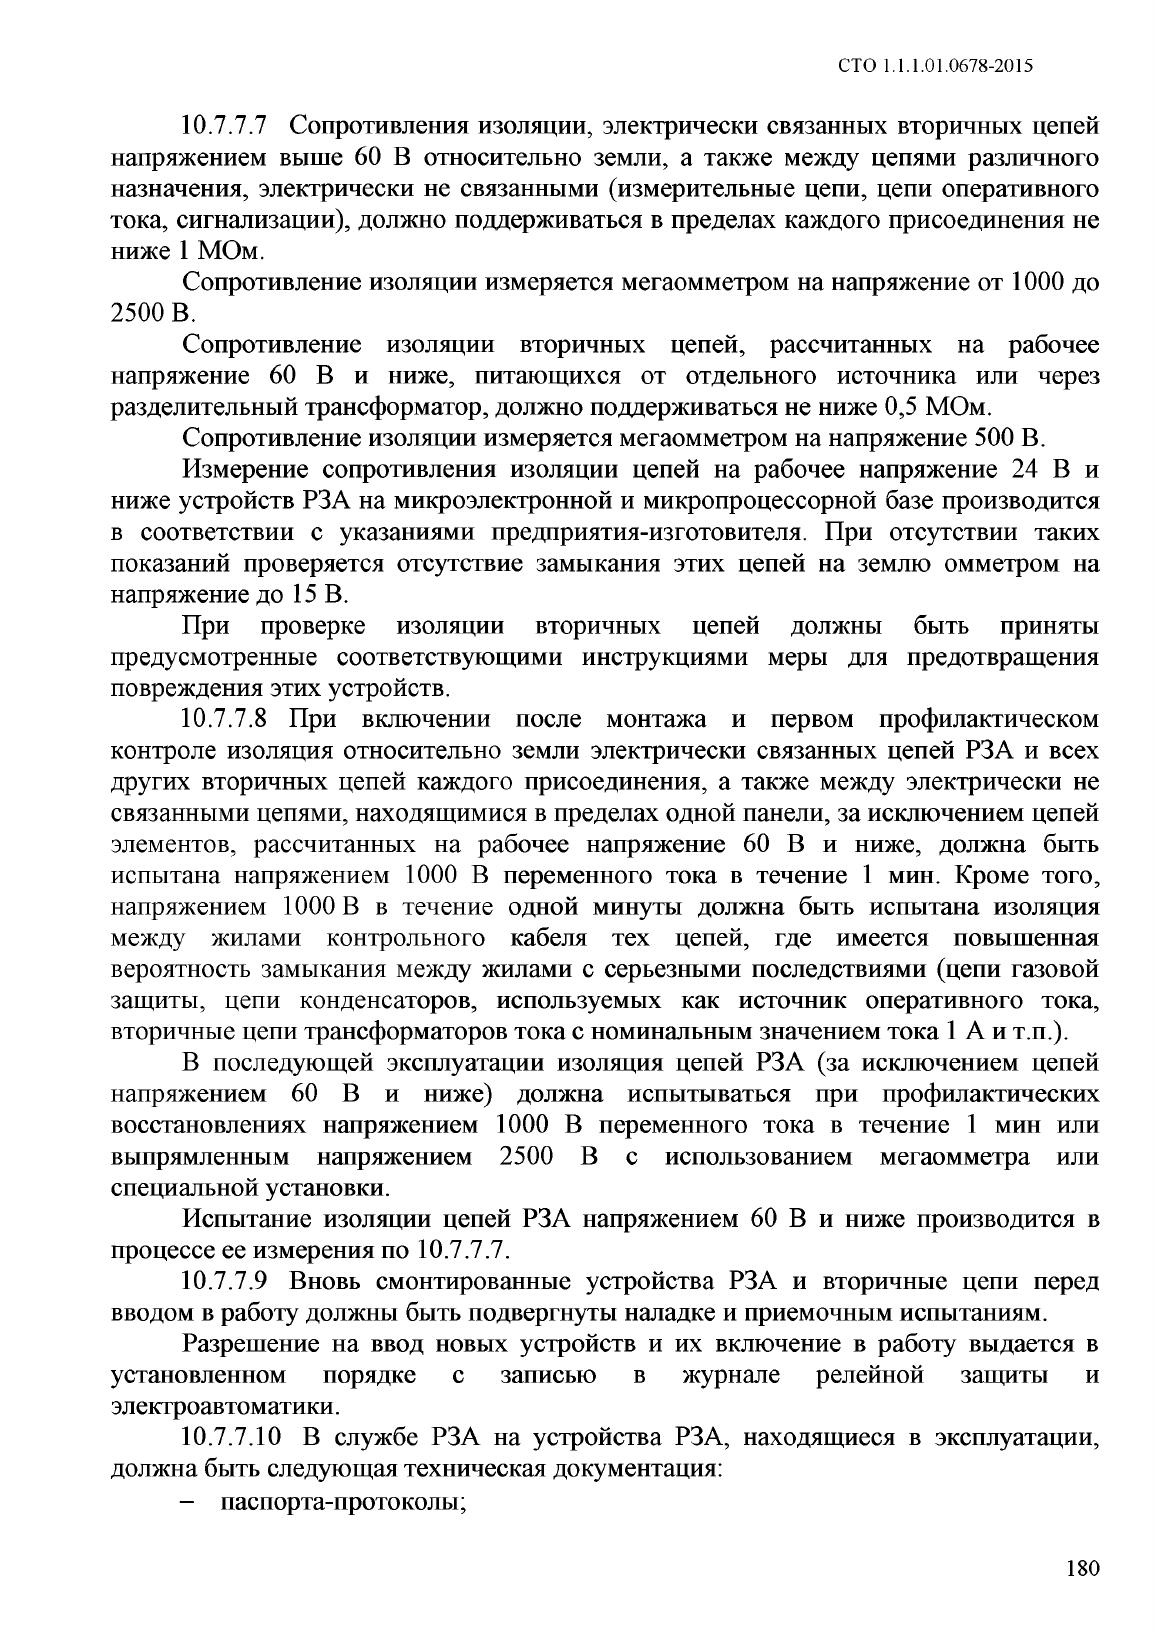 СТО 1.1.1.01.0678-2015
10.7.7.7 Сопротивления изоляции, электрически связанных вторичных цепей
напряжением выше 60 В относительно земли, а также между цепями различного
назначения, электрически не связанными (измерительные цепи, цепи оперативного
тока, сигнализации), должно поддерживаться в пределах каждого присоединения не
ниже 1 МОм.
Сопротивление изоляции измеряется мегаомметром на напряжение от 1000 до
2500 В.
Сопротивление изоляции вторичных цепей, рассчитанных на рабочее
напряжение 60 В и ниже, питающихся от отдельного источника или через
разделительный трансформатор, должно поддерживаться не ниже 0,5 МОм.
Сопротивление изоляции измеряется мегаомметром на напряжение 500 В.
Измерение сопротивления изоляции цепей на рабочее напряжение 24 В и
ниже устройств РЗА на микроэлектронной и микропроцессорной базе производится
в соответствии с указаниями предприятия-изготовителя. При отсутствии таких
показаний проверяется отсутствие замыкания этих цепей на землю омметром на
напряжение до 15 В.
При проверке изоляции вторичных цепей должны быть приняты
предусмотренные соответствующими инструкциями меры для предотвращения
повреждения этих устройств.
10.7.7.8 При включении после монтажа и первом профилактическом
контроле изоляция относительно земли электрически связанных цепей РЗА и всех
других вторичных цепей каждого присоединения, а также между электрически не
связанными цепями, находящимися в пределах одной панели, за исключением цепей
элементов, рассчитанных на рабочее напряжение 60 В и ниже, должна быть
испытана напряжением 1000 В переменного тока в течение 1 мин. Кроме того,
напряжением 1000 В в течение одной минуты должна быть испытана изоляция
между жилами контрольного кабеля тех цепей, где имеется повышенная
вероятность замыкания между жилами с серьезными последствиями (цепи газовой
защиты, цепи конденсаторов, используемых как источник оперативного тока,
вторичные цепи трансформаторов тока с номинальным значением тока 1 А и т.п.).
В последующей эксплуатации изоляция цепей РЗА (за исключением цепей
напряжением 60 В и ниже) должна испытываться при профилактических
восстановлениях напряжением 1000 В переменного тока в течение 1 мин или
выпрямленным напряжением 2500 В с использованием мегаомметра или
специальной установки.
Испытание изоляции цепей РЗА напряжением 60 В и ниже производится в
процессе ее измерения по 10.7.7.7.
10.7.7.9 Вновь смонтированные устройства РЗА и вторичные цепи перед
вводом в работу должны быть подвергнуты наладке и приемочным испытаниям.
Разрешение на ввод новых устройств и их включение в работу выдается в
установленном порядке с записью в журнале релейной защиты и
электроавтоматики.
10.7.7.10 В службе РЗА на устройства РЗА, находящиеся в эксплуатации,
должна быть следующая техническая документация:
– паспорта-протоколы;
180